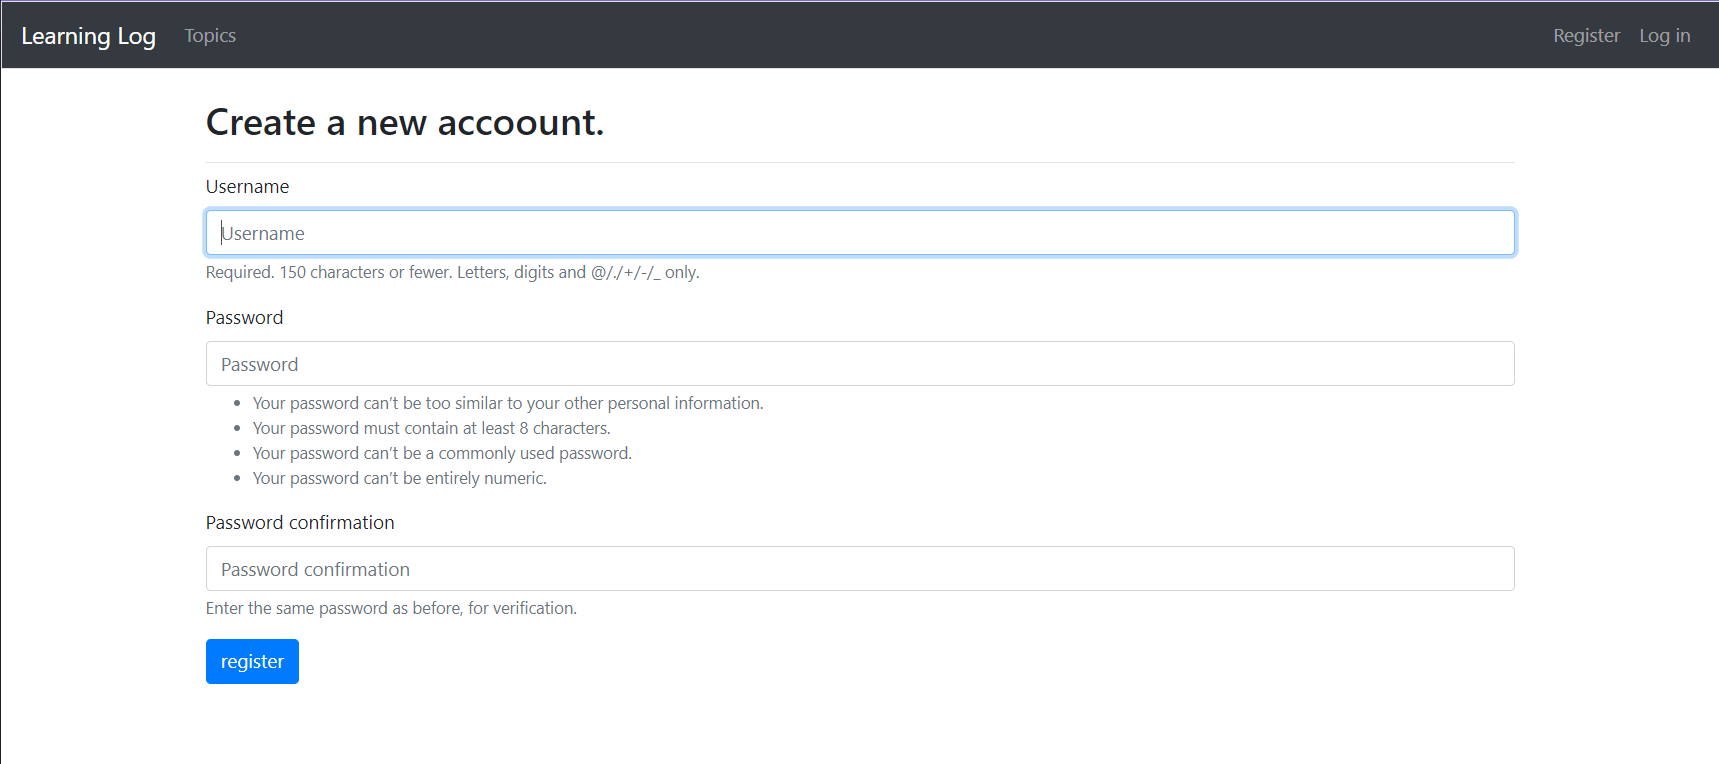 Learning Log Topics Register Log in
Create a new accoount.
Username
Username
Required. 150 characters or fewer. Letters, digits and @/./+/-/_ only.
Password
Password
• Your password can’t be too similar to your other personal information.
• Your password must contain at least 8 characters.
• Your password can’t be a commonly used password.
• Your password can’t be entirely numeric.
Password confirmation
Password confirmation
Enter the same password as before, for verification.
register